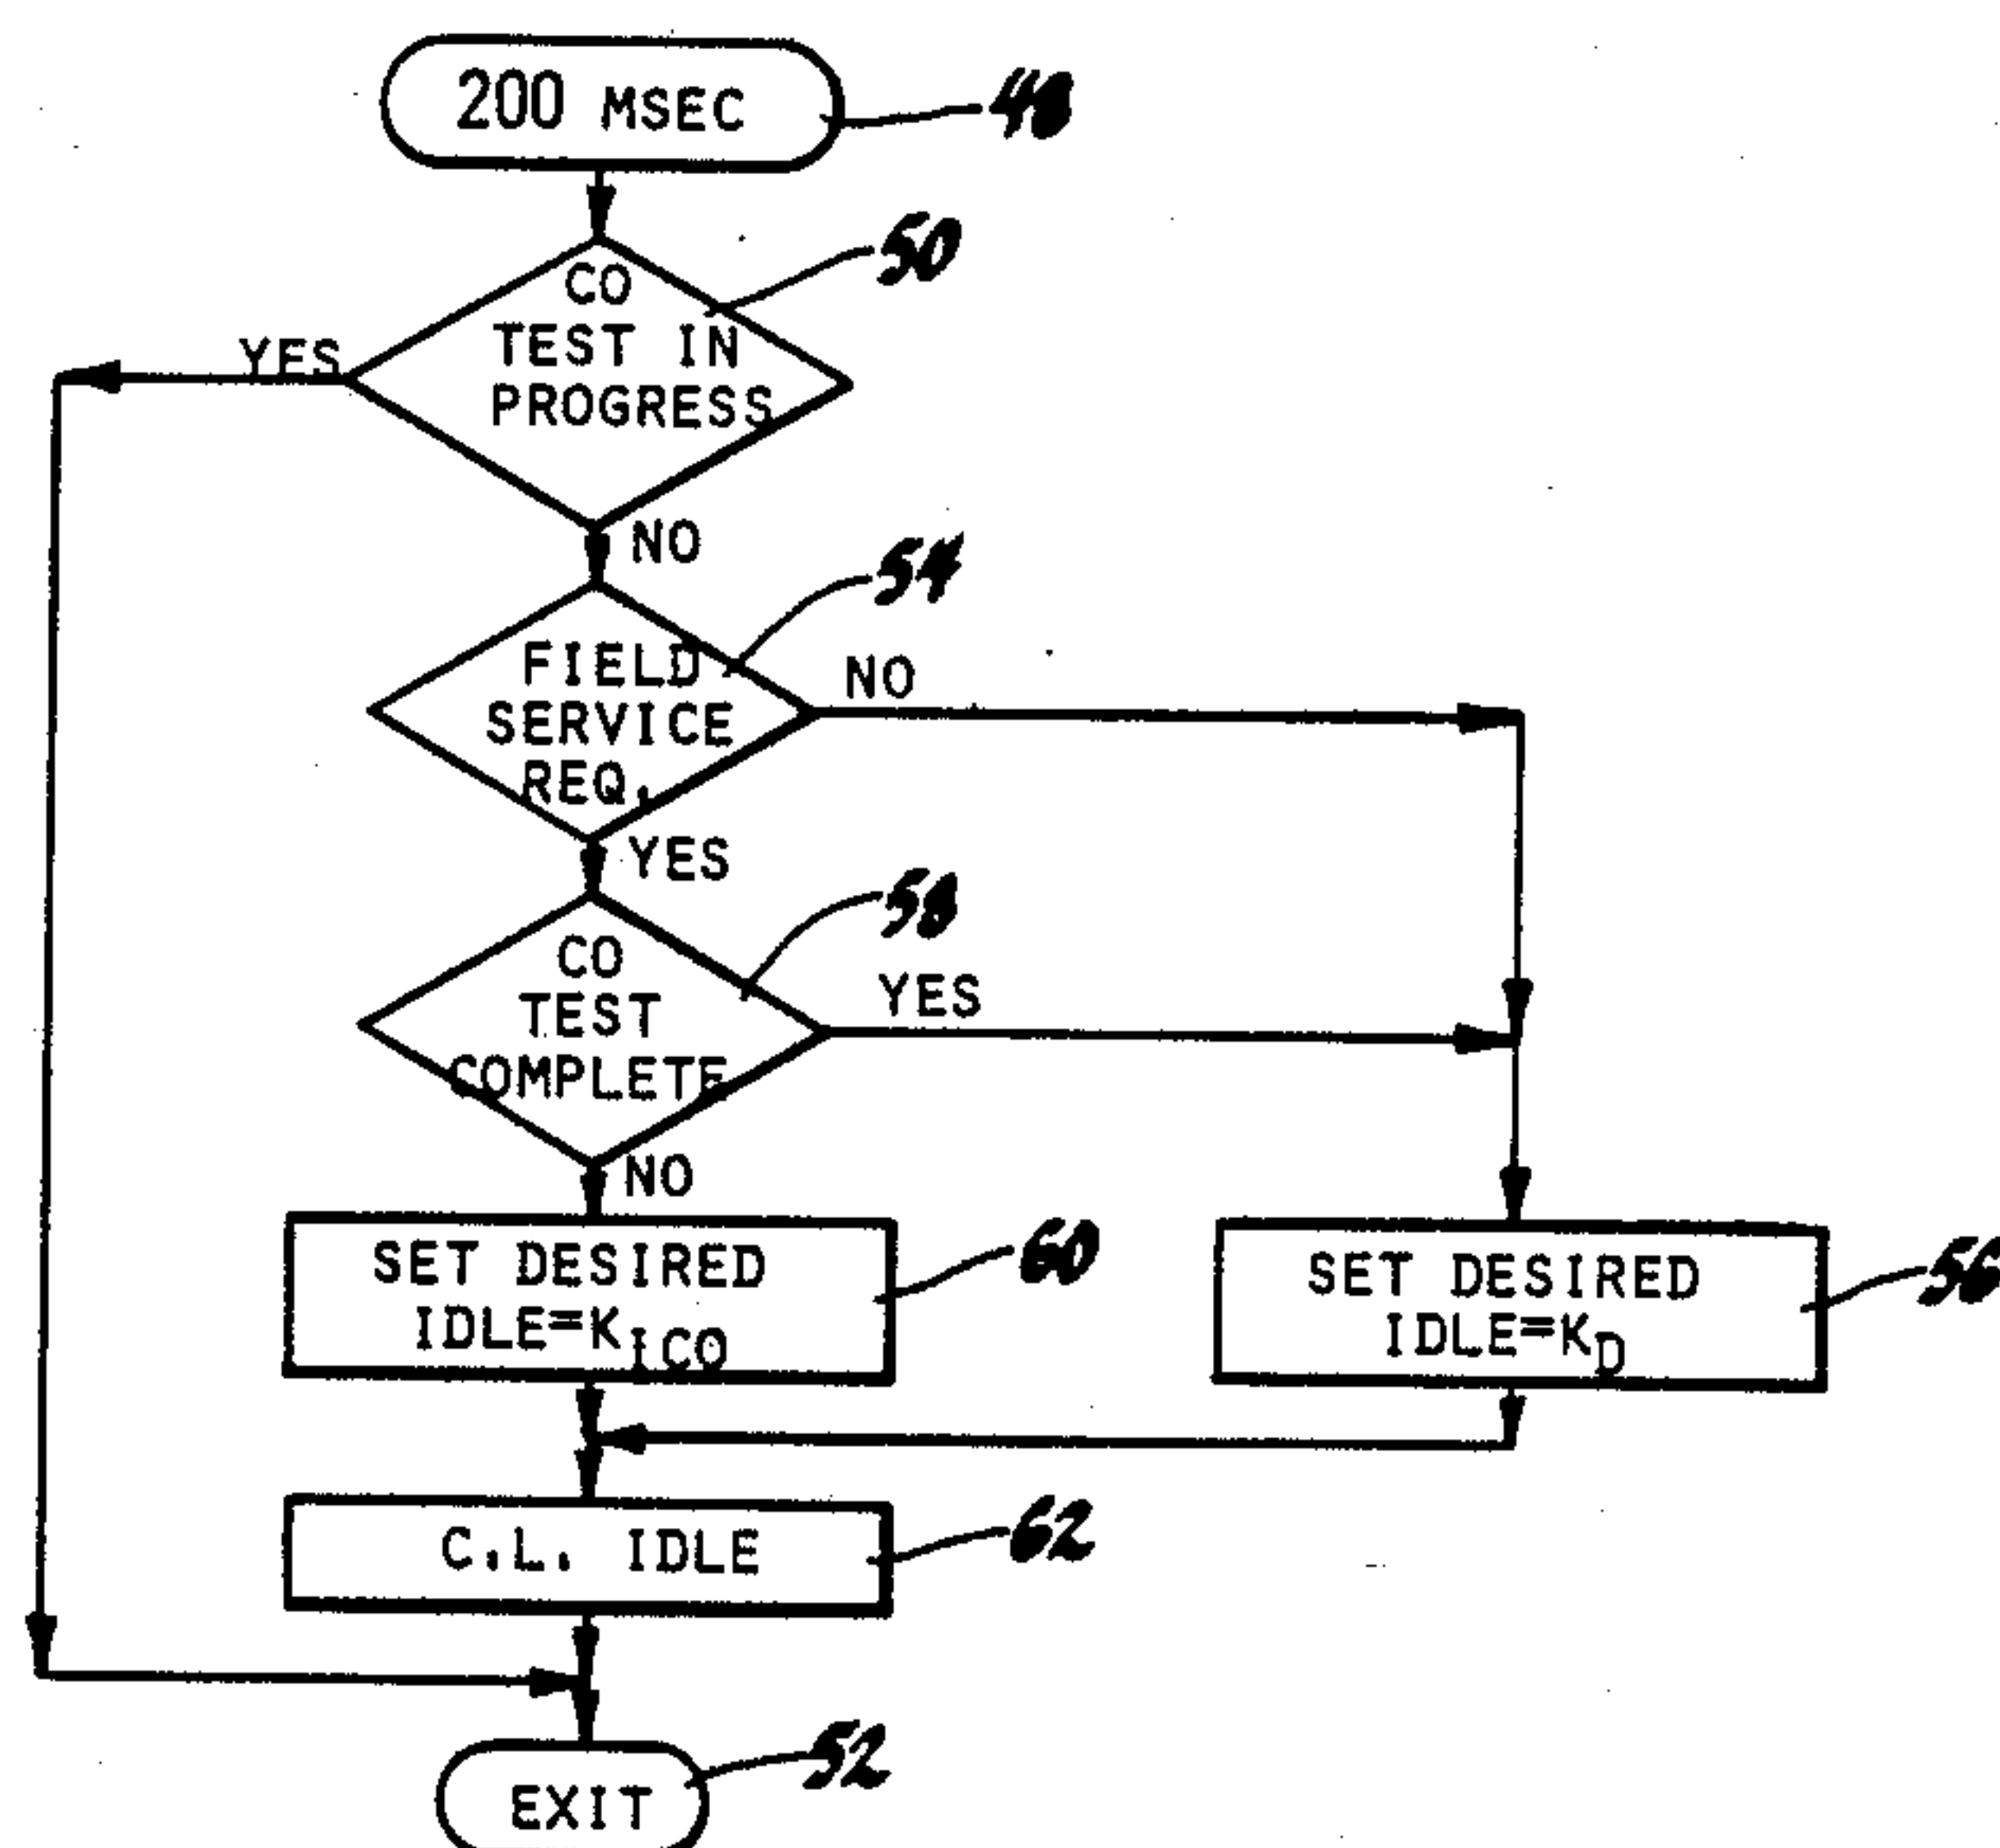 200 MSEC
48
CO
TEST IN
PROGRESS
50
YES
NO
FIELD
SERVICE
REQ.
54
NO
YES
CO
TEST
COMPLETE
58
YES
NO
SET DESIRED
IDLE=KICO
60
SET DESIRED
IDLE=KD
56
C.L. IDLE
62
EXIT
52